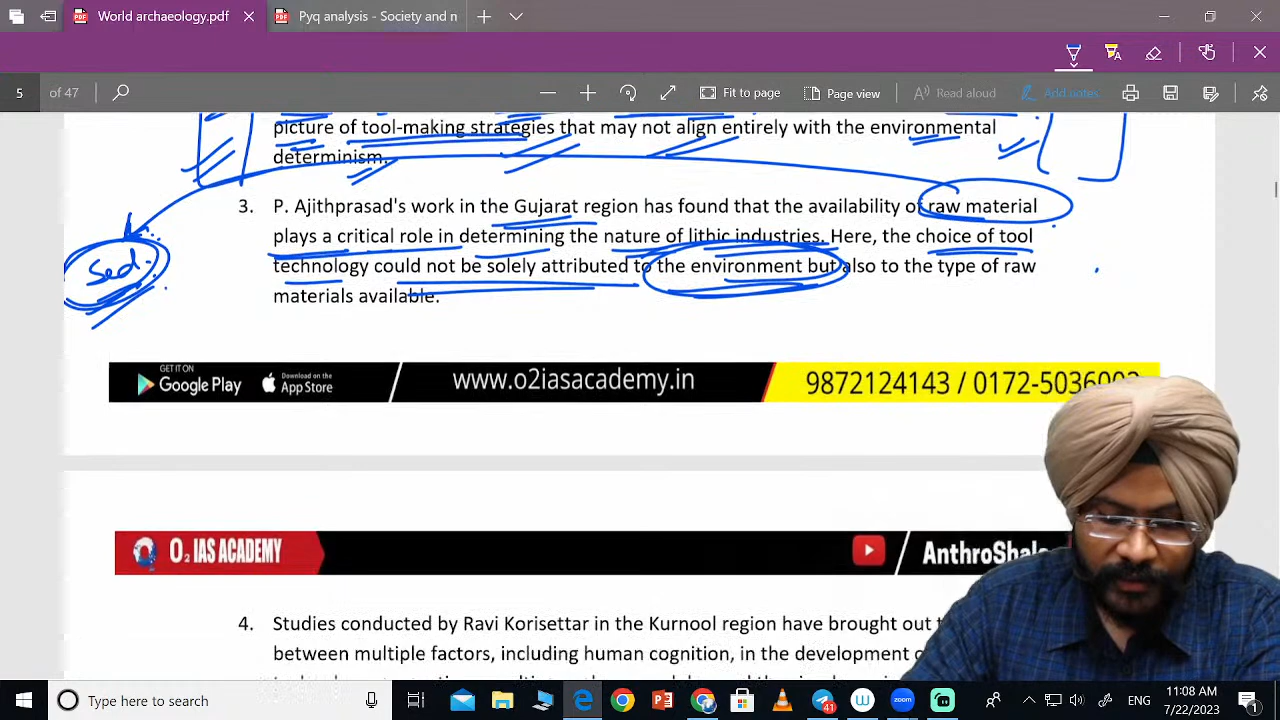 World archaeology.pdf
Pyq analysis - Society and n
5 of 47
Fit to page
Page view
Read aloud
Add notes
picture of tool-making strategies that may not align entirely with the environmental
determinism.
3. P. Ajithprasad's work in the Gujarat region has found that the availability of raw material
plays a critical role in determining the nature of lithic industries. Here, the choice of tool
Sed.
technology could not be solely attributed to the environment but also to the type of raw
materials available.
GET IT ON
Google Play
Download on the
App Store
www.o2iasacademy.in
9872124143 / 0172-5036002
O2 IAS ACADEMY
AnthroShala
4. Studies conducted by Ravi Korisettar in the Kurnool region have brought out
between multiple factors, including human cognition, in the development
Type here to search
41
11:08 AM
7/22/2023